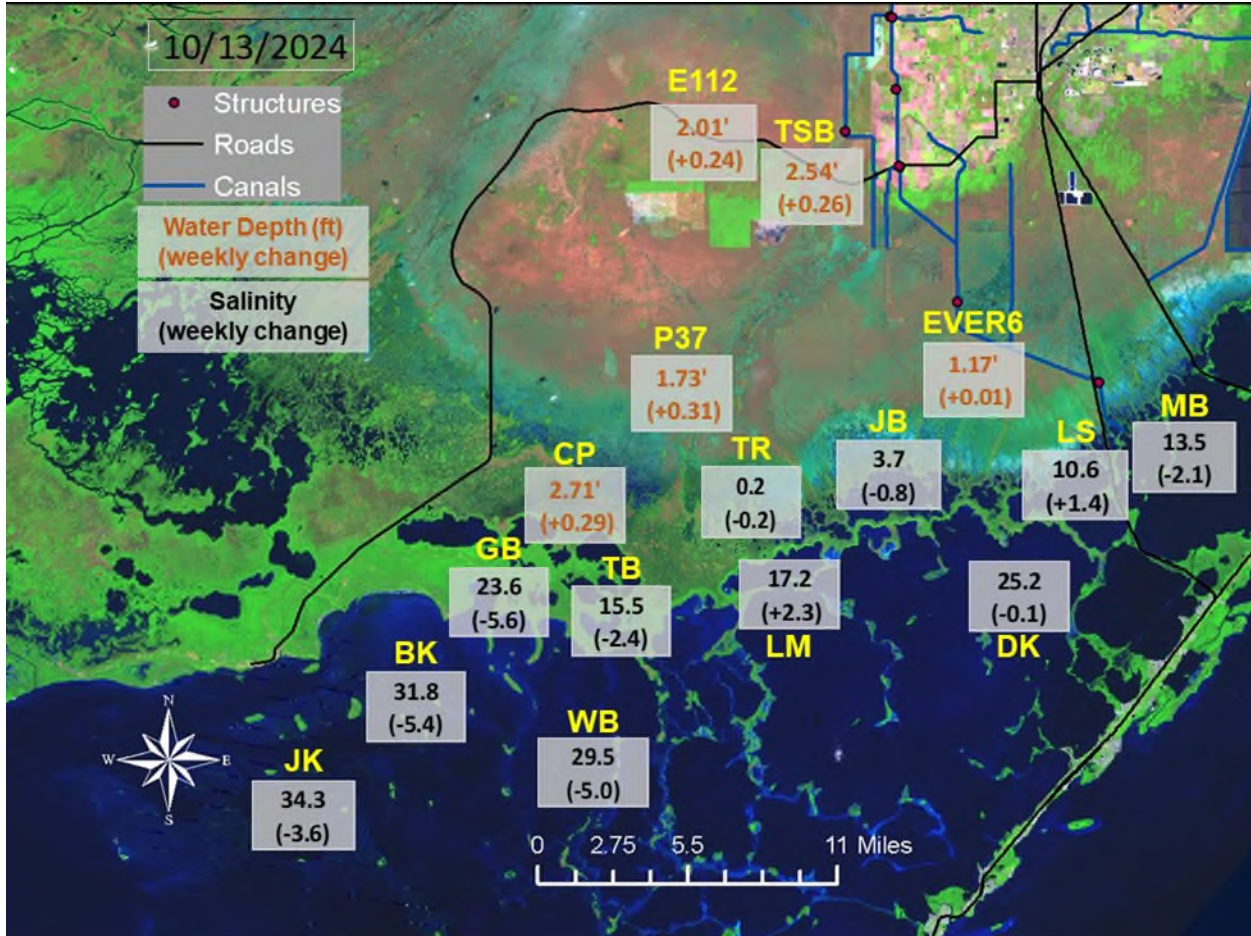 10/13/2024
Structures
Roads
Canals
Water Depth (ft)
(weekly change)
Salinity
(weekly change)
E112
2.01'
(+0.24)
TSB
2.54'
(+0.26)
P37
1.73'
(+0.31)
EVER6
1.17'
(+0.01)
CP
2.71'
(+0.29)
TR
0.2
(-0.2)
JB
3.7
(-0.8)
LS
10.6
(+1.4)
MB
13.5
(-2.1)
GB
23.6
(-5.6)
TB
15.5
(-2.4)
17.2
(+2.3)
LM
25.2
(-0.1)
DK
BK
31.8
(-5.4)
WB
29.5
(-5.0)
JK
34.3
(-3.6)
N
W E
S
0 2.75 5.5 11 Miles